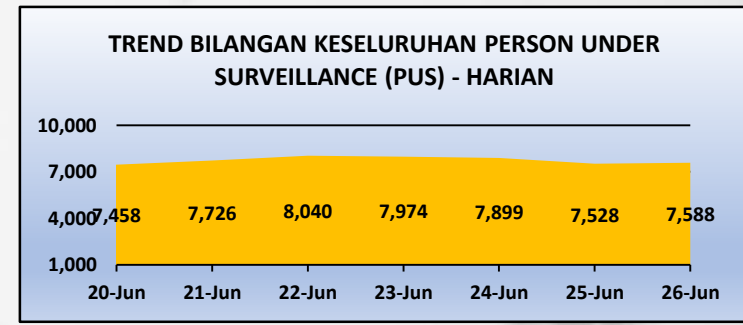 TREND BILANGAN KESELURUHAN PERSON UNDER
SURVEILLANCE (PUS) - HARIAN
10,000
7,000
4,000
1,000
7,458 7,726 8,040 7,974 7,899 7,528 7,588
20-Jun 21-Jun 22-Jun 23-Jun 24-Jun 25-Jun 26-Jun